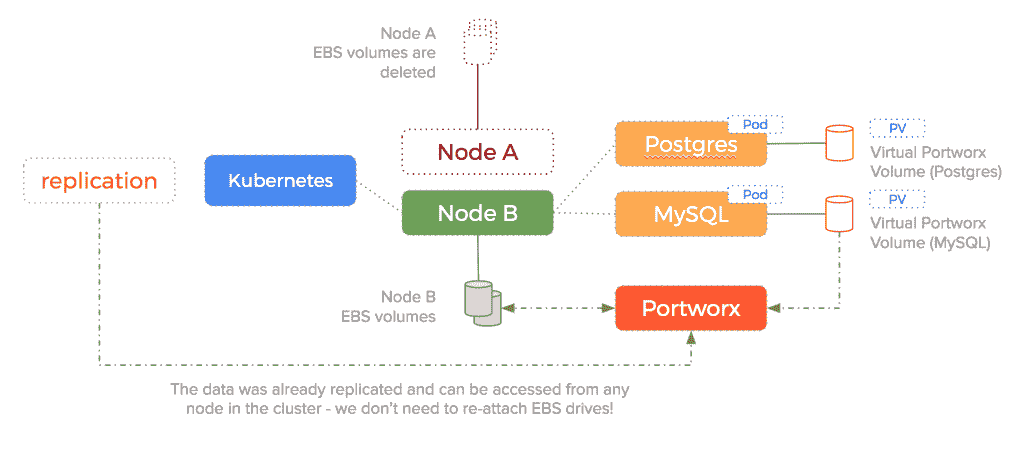 Node A
EBS volumes are
deleted
Node A
replication
Kubernetes
Node B
Pod
Postgres
PV
Virtual Portworx
Volume (Postgres)
Pod
MySQL
PV
Virtual Portworx
Volume (MySQL)
Node B
EBS volumes
Portworx
The data was already replicated and can be accessed from any
node in the cluster - we don't need to re-attach EBS drives!